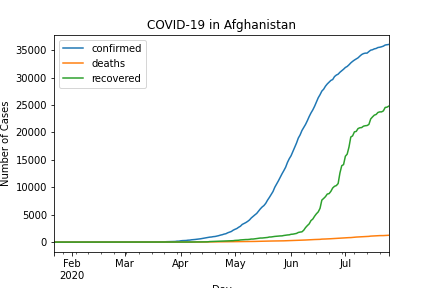 COVID-19 in Afghanistan
confirmed
deaths
recovered
Number of Cases
35000
30000
25000
20000
15000
10000
5000
0
Feb
2020
Mar
Apr
May
Jun
Jul